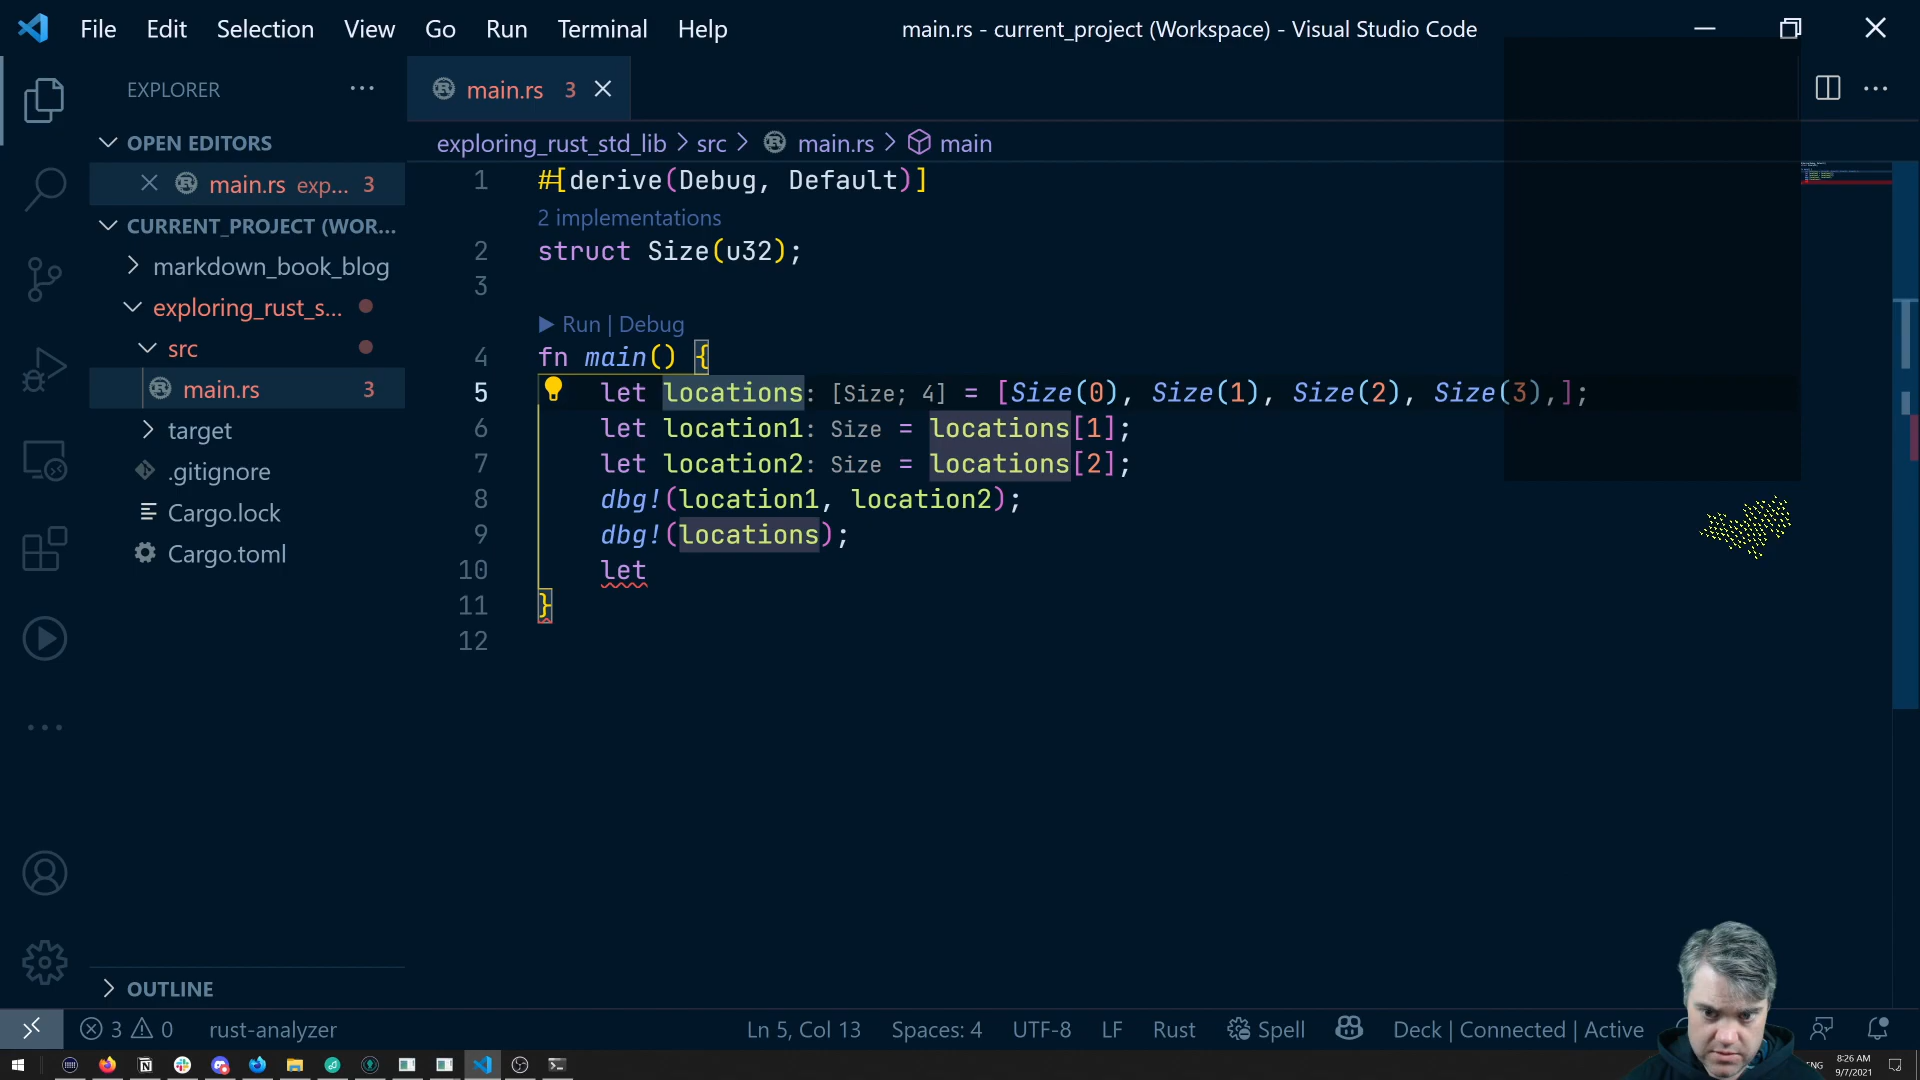 File Edit Selection View Go Run Terminal Help
main.rs - current_project (Workspace) - Visual Studio Code
EXPLORER ···
OPEN EDITORS
main.rs exp... 3
CURRENT_PROJECT (WOR...
markdown_book_blog
exploring_rust_s...
src
main.rs 3
target
.gitignore
Cargo.lock
Cargo.toml
OUTLINE
main.rs 3
exploring_rust_std_lib > src > main.rs > main
1 #[derive(Debug, Default)]
2 implementations
2 struct Size(u32);
3
Run | Debug
4 fn main() {
5 let locations: [Size; 4] = [Size(0), Size(1), Size(2), Size(3),];
6 let location1: Size = locations[1];
7 let location2: Size = locations[2];
8 dbg!(location1, location2);
9 dbg!(locations);
10 let
11 }
12
3 0 rust-analyzer Ln 5, Col 13 Spaces: 4 UTF-8 LF Rust Spell Deck | Connected | Active
8:26 AM
9/7/2021